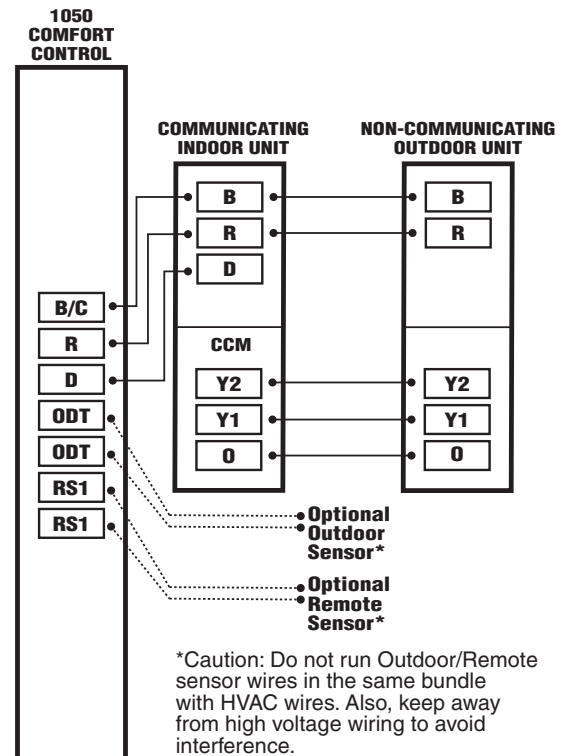 1050
COMFORT
CONTROL
COMMUNICATING
INDOOR UNIT
NON-COMMUNICATING
OUTDOOR UNIT
B
R
D
B
R
B/C
R
D
ODT
ODT
RS1
RS1
CCM
Y2
Y1
O
Y2
Y1
O
Optional
Outdoor
Sensor*
Optional
Remote
Sensor*
*Caution: Do not run Outdoor/Remote
sensor wires in the same bundle
with HVAC wires. Also, keep away
from high voltage wiring to avoid
interference.